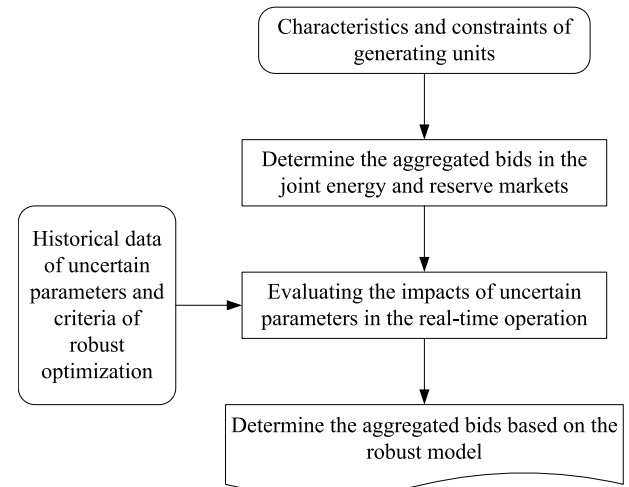 Characteristics and constraints of
generating units
Determine the aggregated bids in the
joint energy and reserve markets
Historical data
of uncertain
parameters and
criteria of
robust
optimization
Evaluating the impacts of uncertain
parameters in the real-time operation
Determine the aggregated bids based on the
robust model